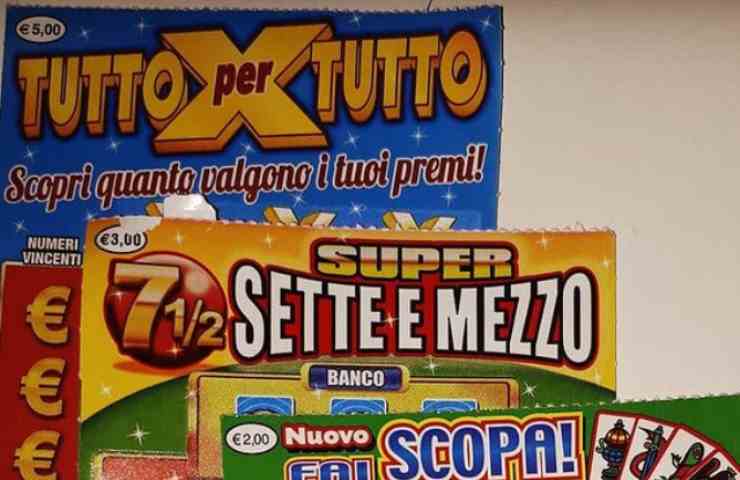 €5,00
TUTTO X per TUTTO
Scopri quanto valgono i tuoi premi!
NUMERI
VINCENTI
€
€
€
€3,00
7 1/2
SUPER
SETTE E MEZZO
BANCO
€2,00
Nuovo
FAI SCOPA!